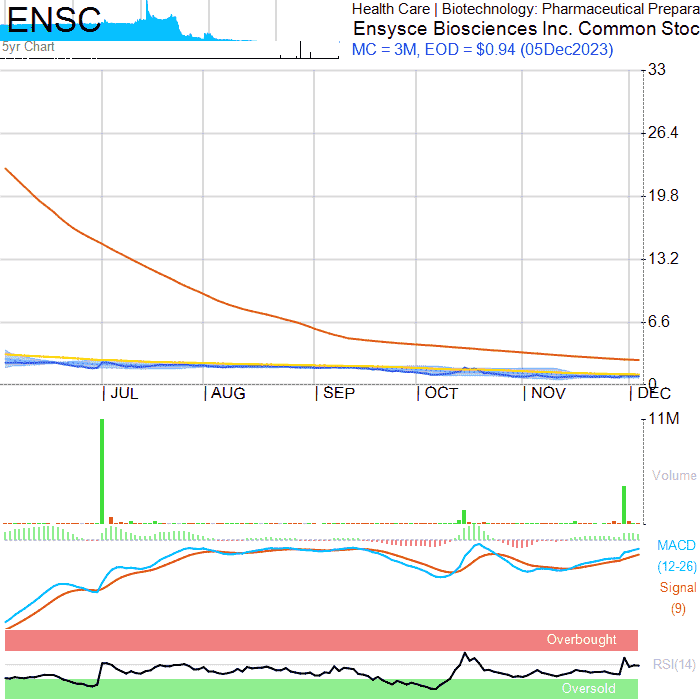 ENSC
5yr Chart
Health Care | Biotechnology: Pharmaceutical Prepara
Ensysce Biosciences Inc. Common Stoc
MC = 3M, EOD = $0.94 (05Dec2023)
33
26.4
19.8
13.2
6.6
0
| JUL | AUG | SEP | OCT | NOV | DEC
11M
Volume
MACD
(12-26)
Signal
(9)
Overbought
RSI(14)
Oversold